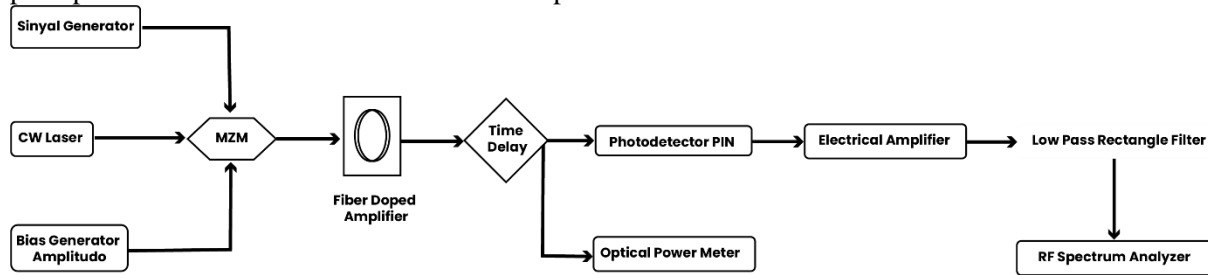 Sinyal Generator
CW Laser
MZM
Bias Generator
Amplitudo
Fiber Doped
Amplifier
Time
Delay
Photodetector PIN
Electrical Amplifier
Low Pass Rectangle Filter
Optical Power Meter
RF Spectrum Analyzer